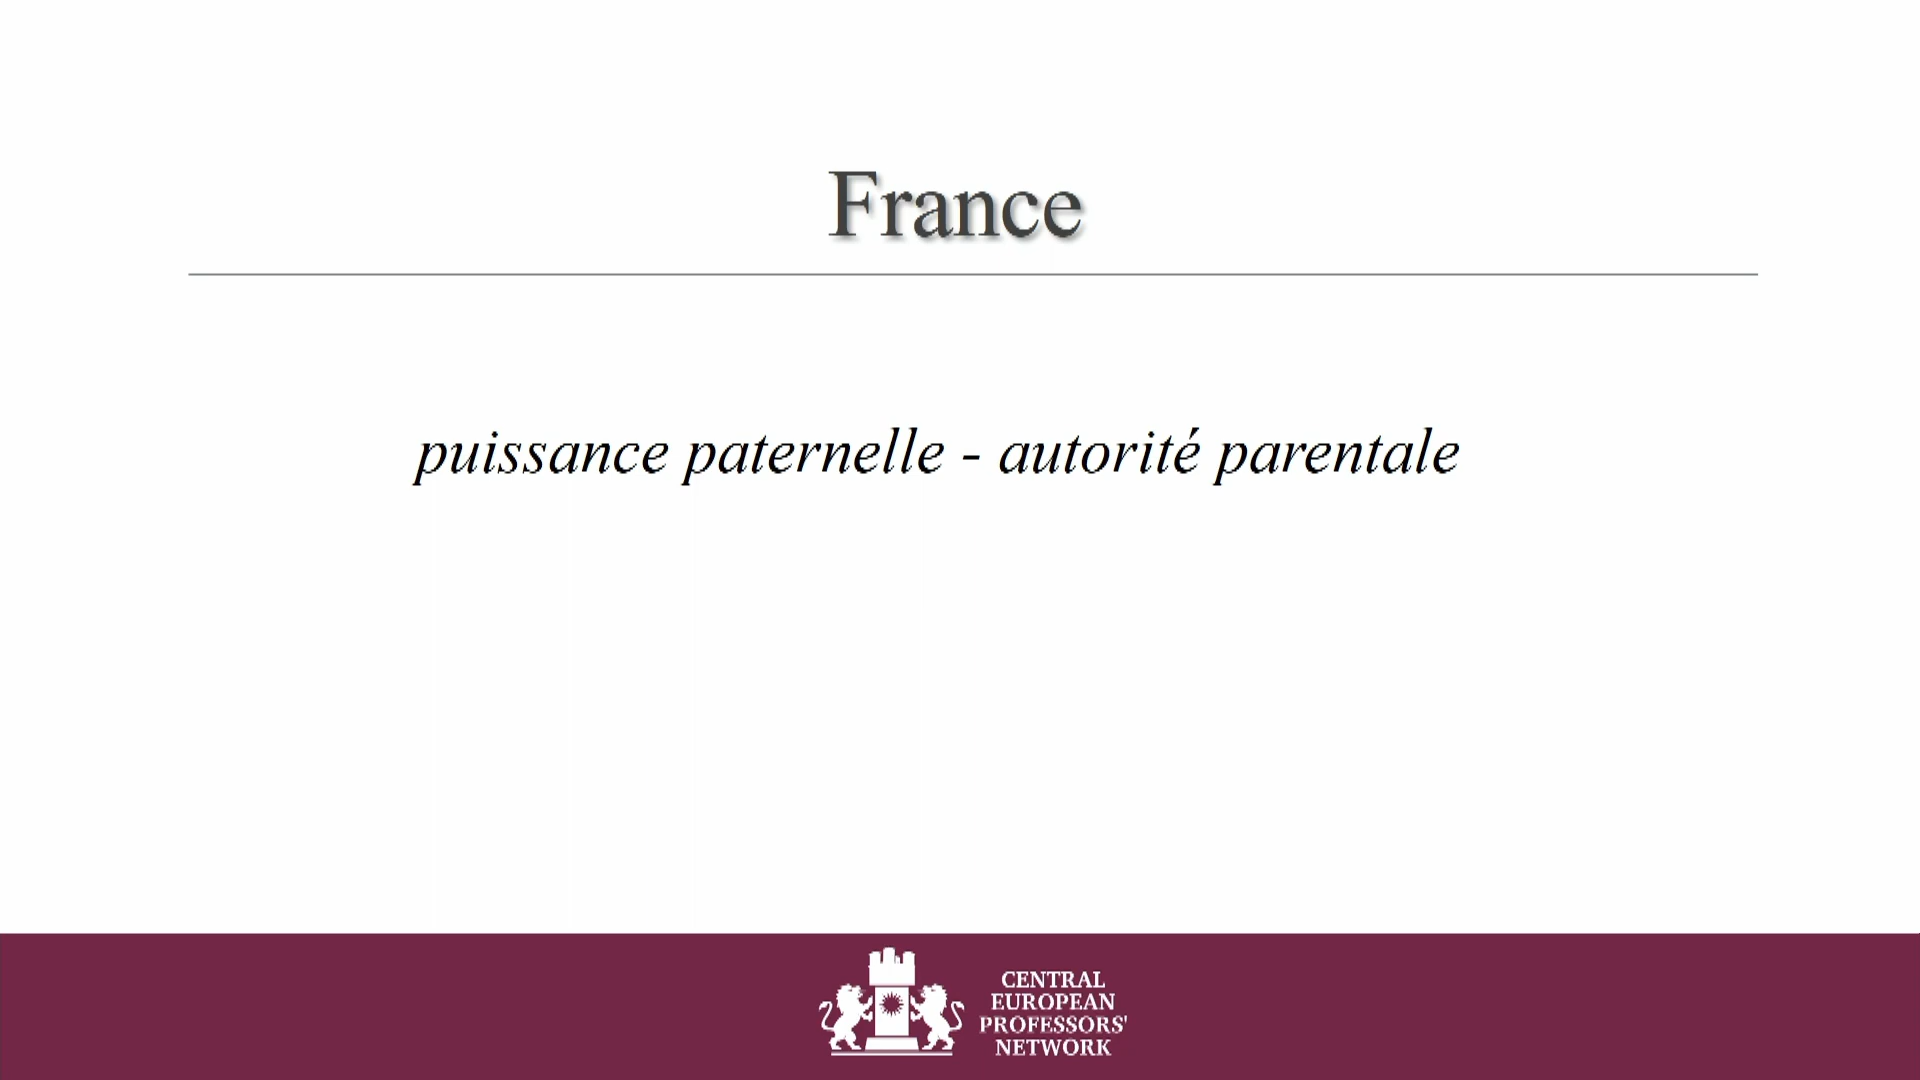 France
puissance paternelle - autorité parentale
CENTRAL
EUROPEAN
PROFESSORS'
NETWORK